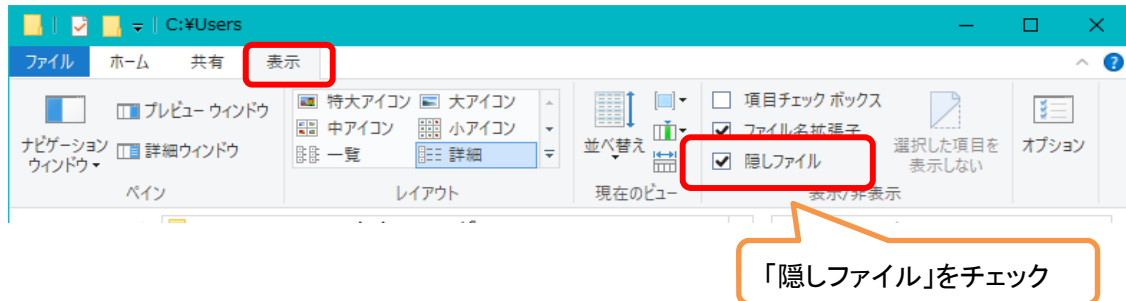 C:¥Users
ファイル ホーム 共有 表示
ナビゲーション
ウィンドウ
プレビュー ウィンドウ
詳細ウィンドウ
ペイン
特大アイコン 大アイコン
中アイコン 小アイコン
一覧 詳細
レイアウト
並べ替え
現在のビュー
項目チェック ボックス
ファイル名拡張子
隠しファイル
選択した項目を
表示しない
表示/非表示
オプション
「隠しファイル」をチェック